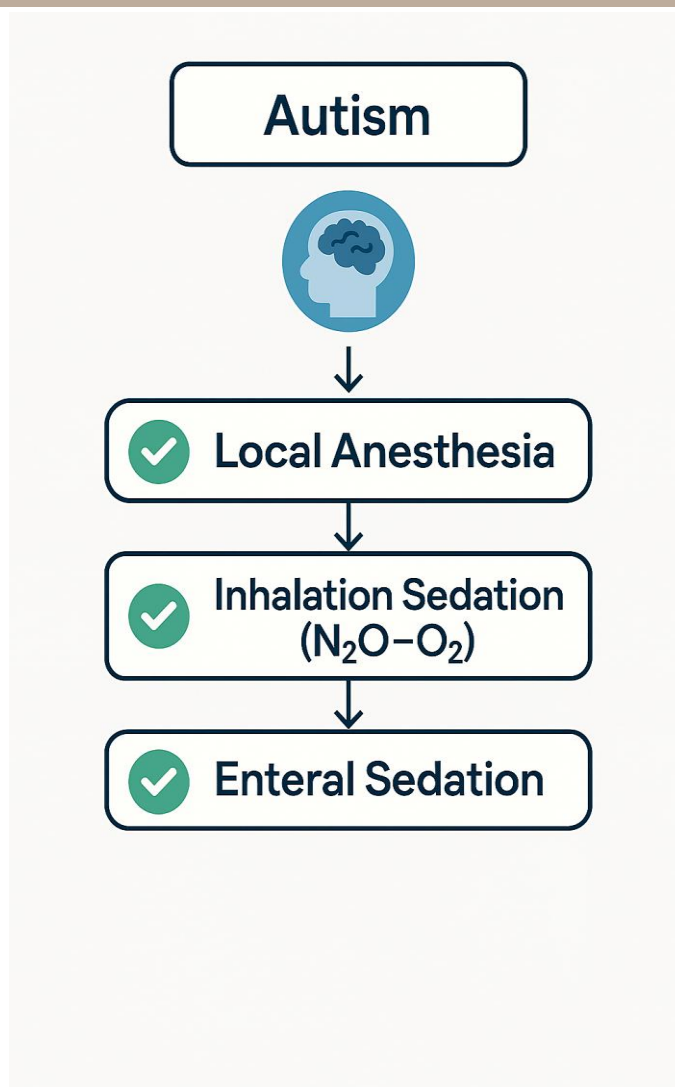 Autism
Local Anesthesia
Inhalation Sedation
(N₂O–O₂)
Enteral Sedation